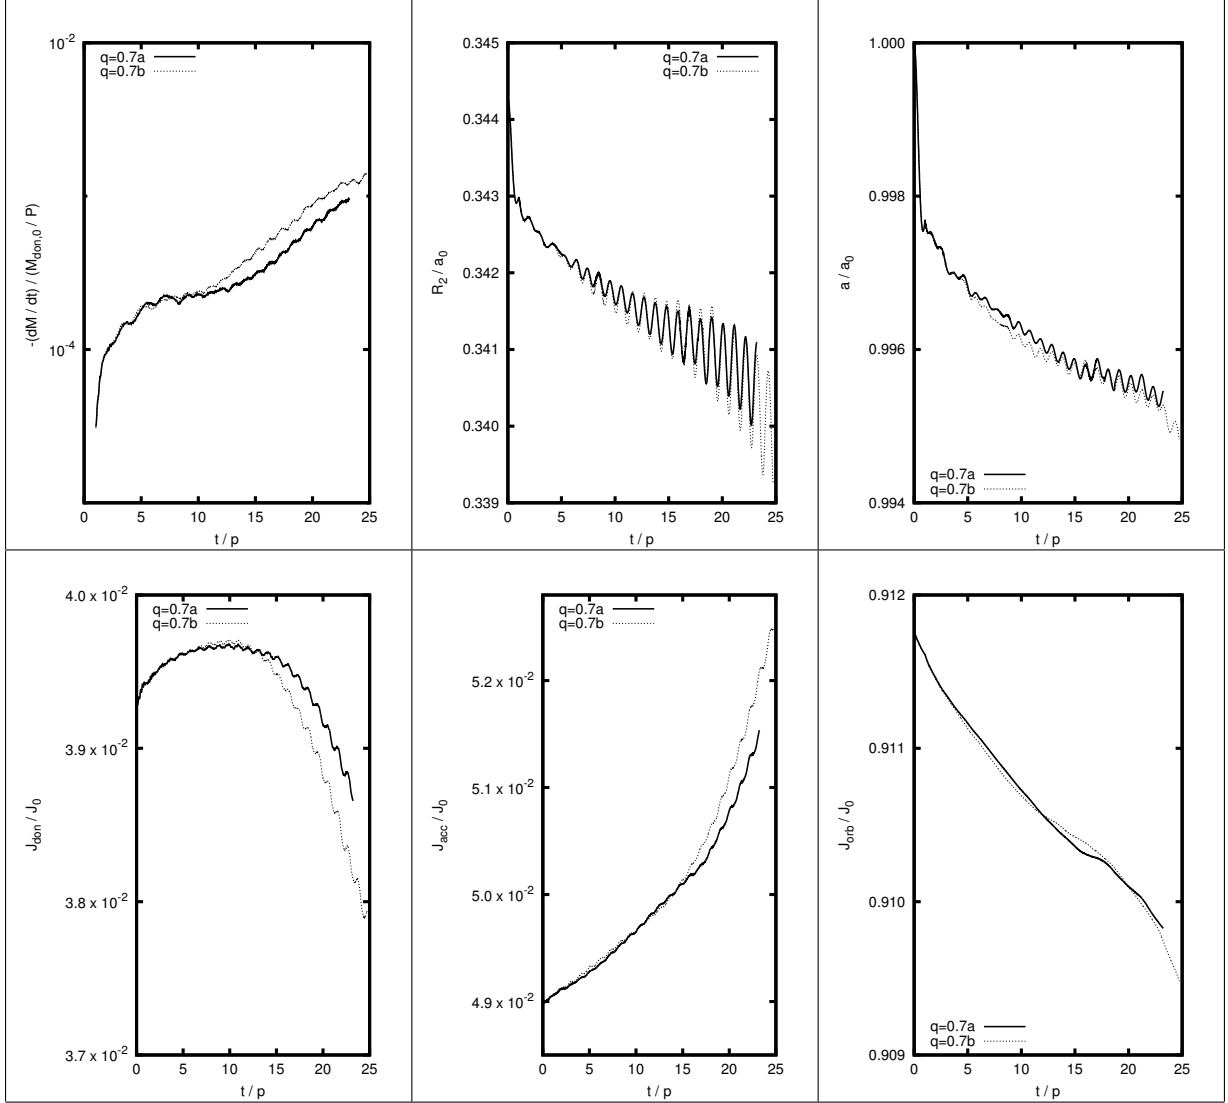 10^-2
10^-4
0 5 10 15 20 25
-(dM / dt) / (M_don,0 / P)
t / p
q=0.7a
q=0.7b
0.345
0.344
0.343
0.342
0.341
0.340
0.339
0 5 10 15 20 25
R_2 / a_0
t / p
q=0.7a
q=0.7b
1.000
0.998
0.996
0.994
0 5 10 15 20 25
a / a_0
t / p
q=0.7a
q=0.7b
4.0 x 10^-2
3.9 x 10^-2
3.8 x 10^-2
3.7 x 10^-2
0 5 10 15 20 25
J_don / J_0
t / p
q=0.7a
q=0.7b
5.2 x 10^-2
5.1 x 10^-2
5.0 x 10^-2
4.9 x 10^-2
0 5 10 15 20 25
J_acc / J_0
t / p
q=0.7a
q=0.7b
0.912
0.911
0.910
0.909
0 5 10 15 20 25
J_orb / J_0
t / p
q=0.7a
q=0.7b